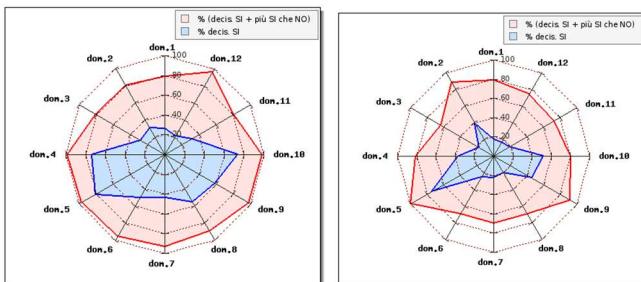 % (decis. SI + più SI che NO)
% decis. SI
dom.1
dom.2
dom.12
dom.3
dom.11
dom.4
dom.10
dom.5
dom.9
dom.6
dom.8
dom.7
100
80
60
40
20
% (decis. SI + più SI che NO)
% decis. SI
dom.1
dom.2
dom.12
dom.3
dom.11
dom.4
dom.10
dom.5
dom.9
dom.6
dom.8
dom.7
100
80
60
40
20